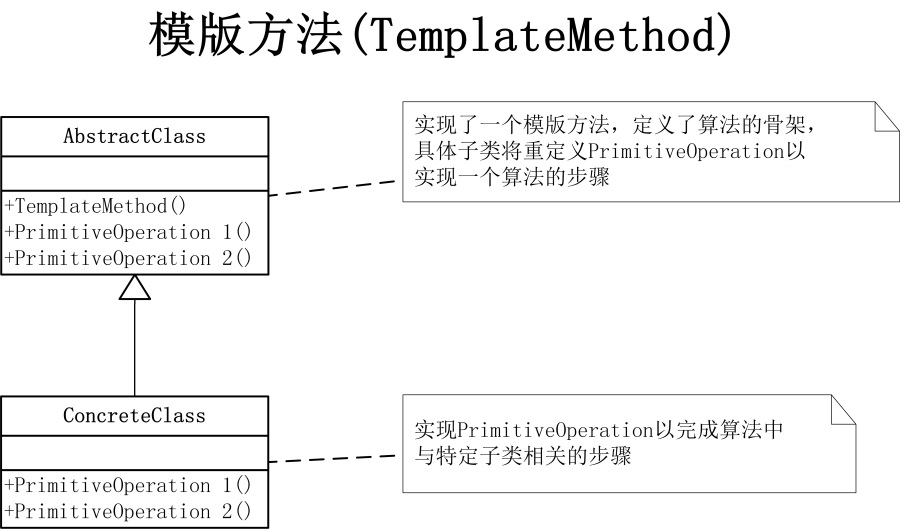 模版方法(TemplateMethod)
AbstractClass
+TemplateMethod()
+PrimitiveOperation 1()
+PrimitiveOperation 2()
实现了一个模版方法，定义了算法的骨架，
具体子类将重定义PrimitiveOperation以
实现一个算法的步骤
ConcreteClass
+PrimitiveOperation 1()
+PrimitiveOperation 2()
实现PrimitiveOperation以完成算法中
与特定子类相关的步骤